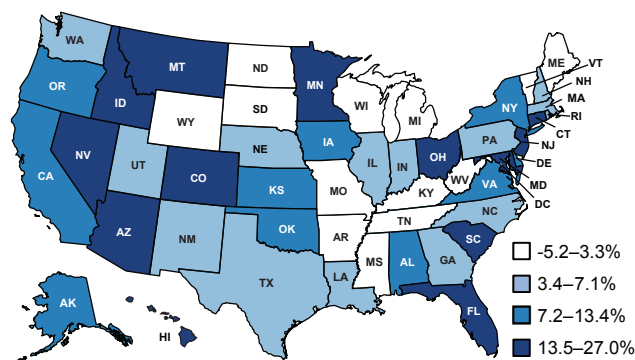 WA
ME
VT
MT
ND
NH
OR
MN
MA
ID
SD
WI
MI
NY
RI
WY
CT
NJ
PA
IA
NE
OH
DE
NV
IL
IN
UT
MD
CA
CO
WV
VA
DC
KS
MO
KY
NC
TN
OK
AZ
NM
AR
SC
-5.2–3.3%
MS
AL
GA
TX
LA
3.4–7.1%
AK
FL
7.2–13.4%
HI
13.5–27.0%